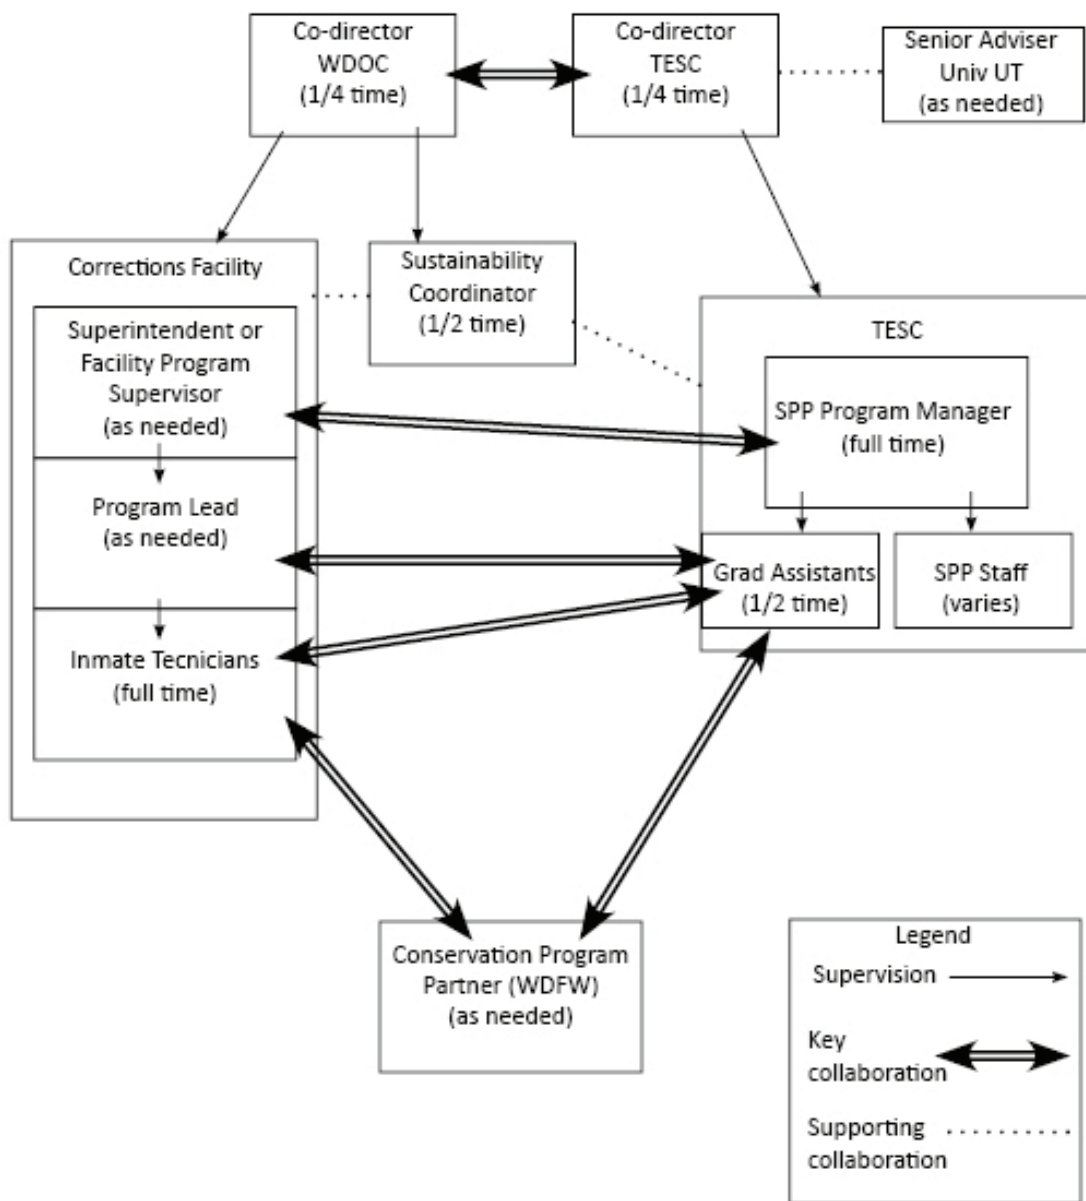 Co-director
WDOC
(1/4 time)
Co-director
TESC
(1/4 time)
Senior Adviser
Univ UT
(as needed)
Corrections Facility
Superintendent or
Facility Program
Supervisor
(as needed)
Program Lead
(as needed)
Inmate Tecnicians
(full time)
Sustainability
Coordinator
(1/2 time)
TESC
SPP Program Manager
(full time)
Grad Assistants
(1/2 time)
SPP Staff
(varies)
Conservation Program
Partner (WDFW)
(as needed)
Legend
Supervision
Key
collaboration
Supporting
collaboration